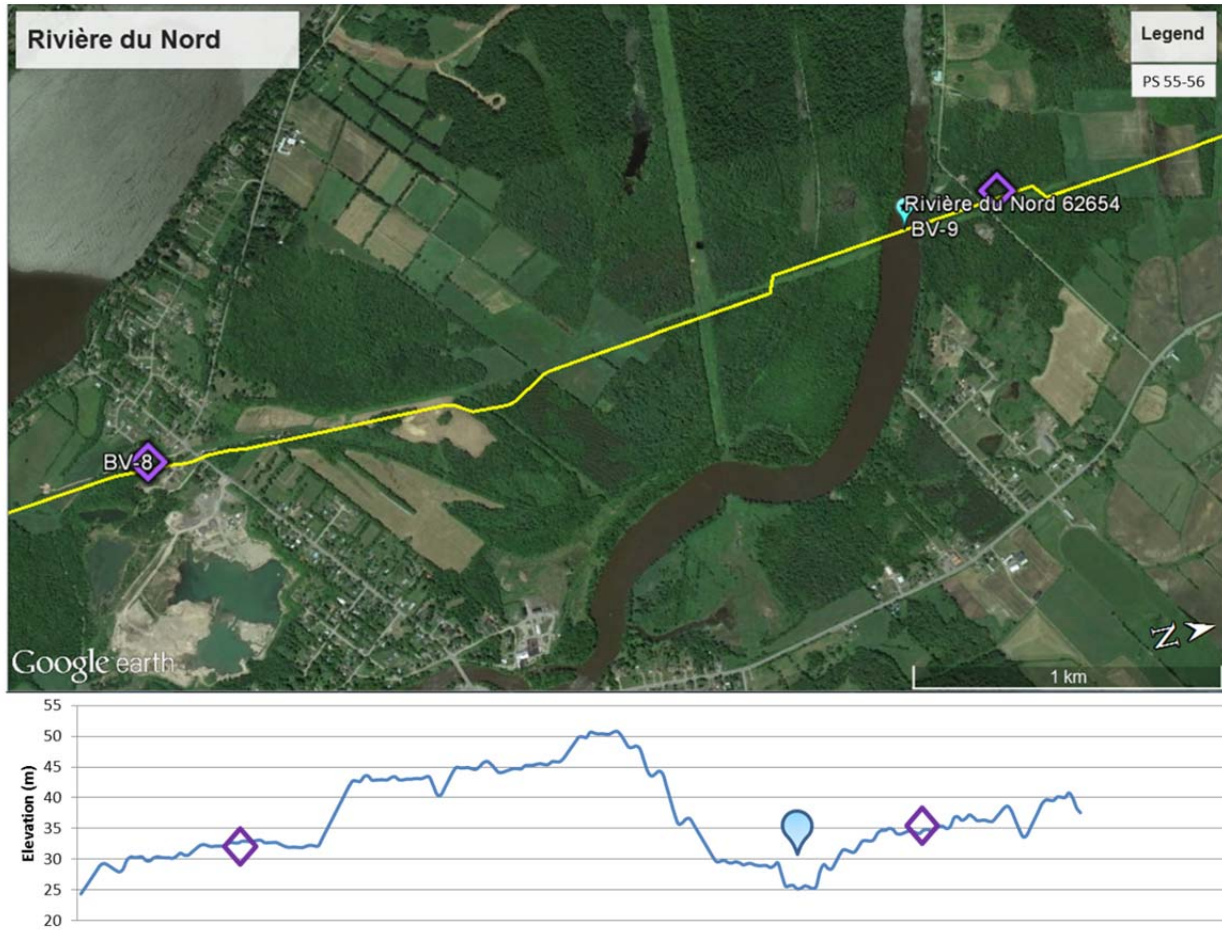 Rivière du Nord
Legend
PS 55-56
Rivière du Nord 62654
BV-9
BV-8
N
Google earth
1 km
Elevation (m)
55
50
45
40
35
30
25
20